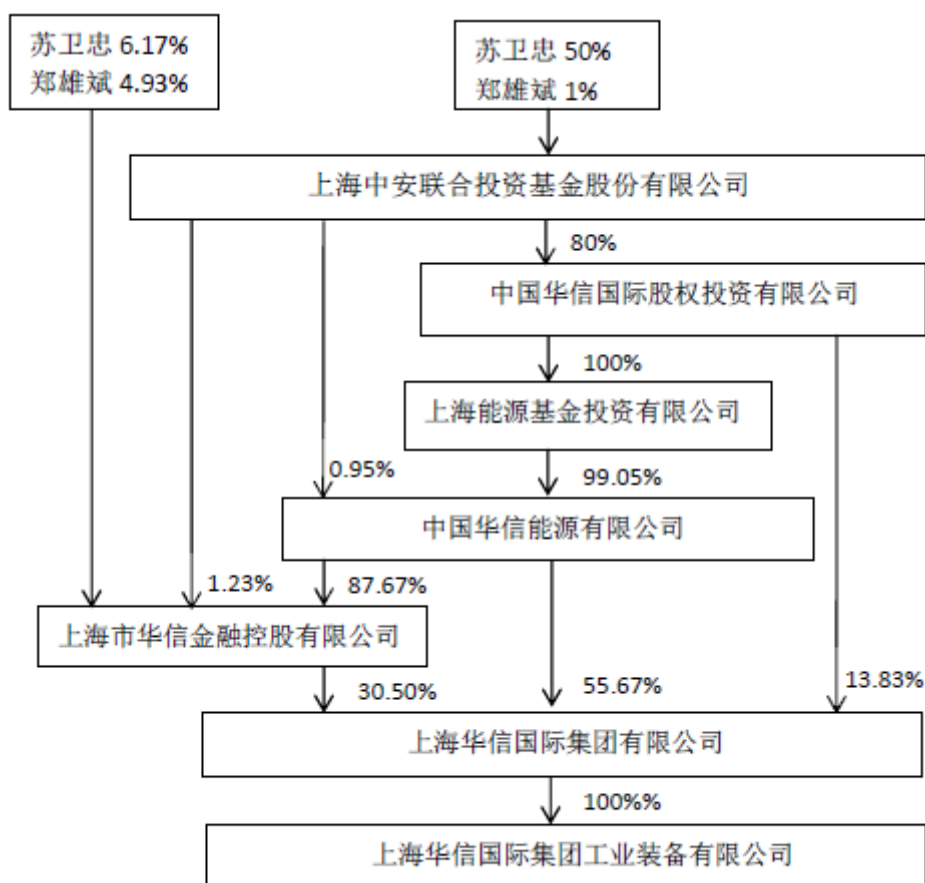 苏卫忠 6.17%
郑雄斌 4.93%
苏卫忠 50%
郑雄斌 1%
上海中安联合投资基金股份有限公司
80%
中国华信国际股权投资有限公司
100%
上海能源基金投资有限公司
0.95%
99.05%
中国华信能源有限公司
1.23%
87.67%
上海市华信金融控股有限公司
30.50%
55.67%
13.83%
上海华信国际集团有限公司
100%%
上海华信国际集团工业装备有限公司